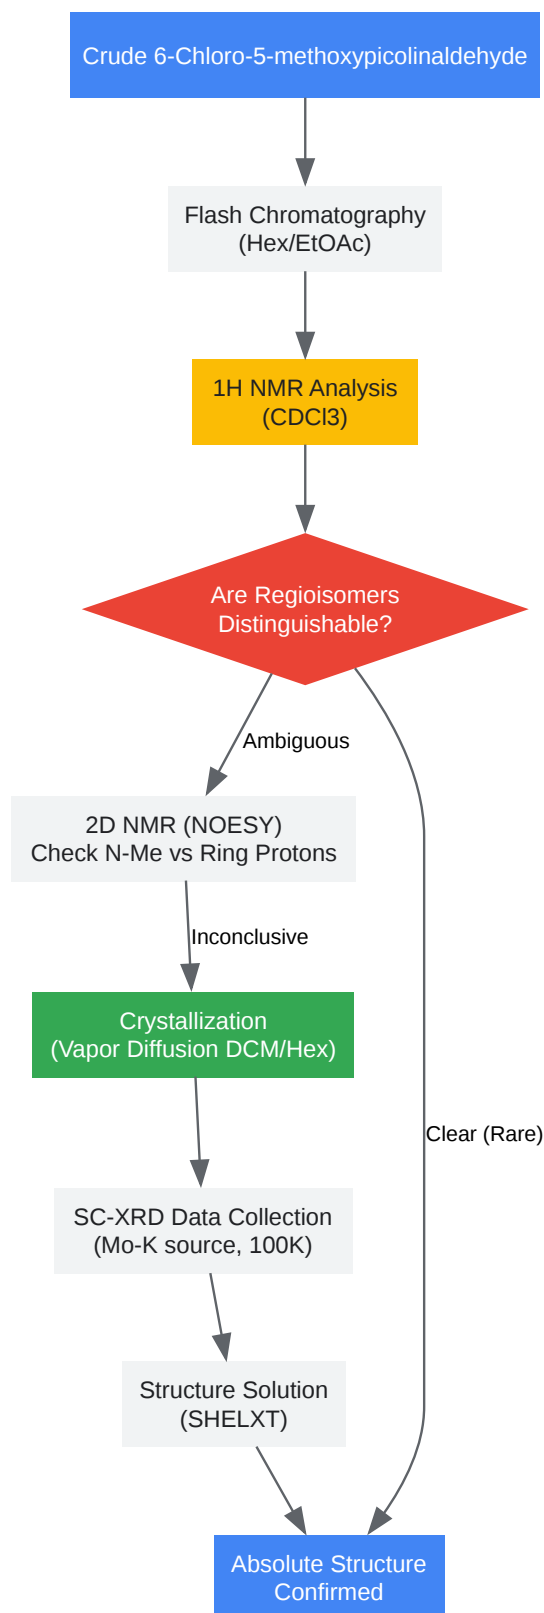 Crude 6-Chloro-5-methoxypicolinaldehyde
Flash Chromatography
(Hex/EtOAc)
1H NMR Analysis
(CDCl3)
Are Regioisomers
Distinguishable?
Ambiguous
2D NMR (NOESY)
Check N-Me vs Ring Protons
Inconclusive
Crystallization
(Vapor Diffusion DCM/Hex)
Clear (Rare)
SC-XRD Data Collection
(Mo-K source, 100K)
Structure Solution
(SHELXT)
Absolute Structure
Confirmed